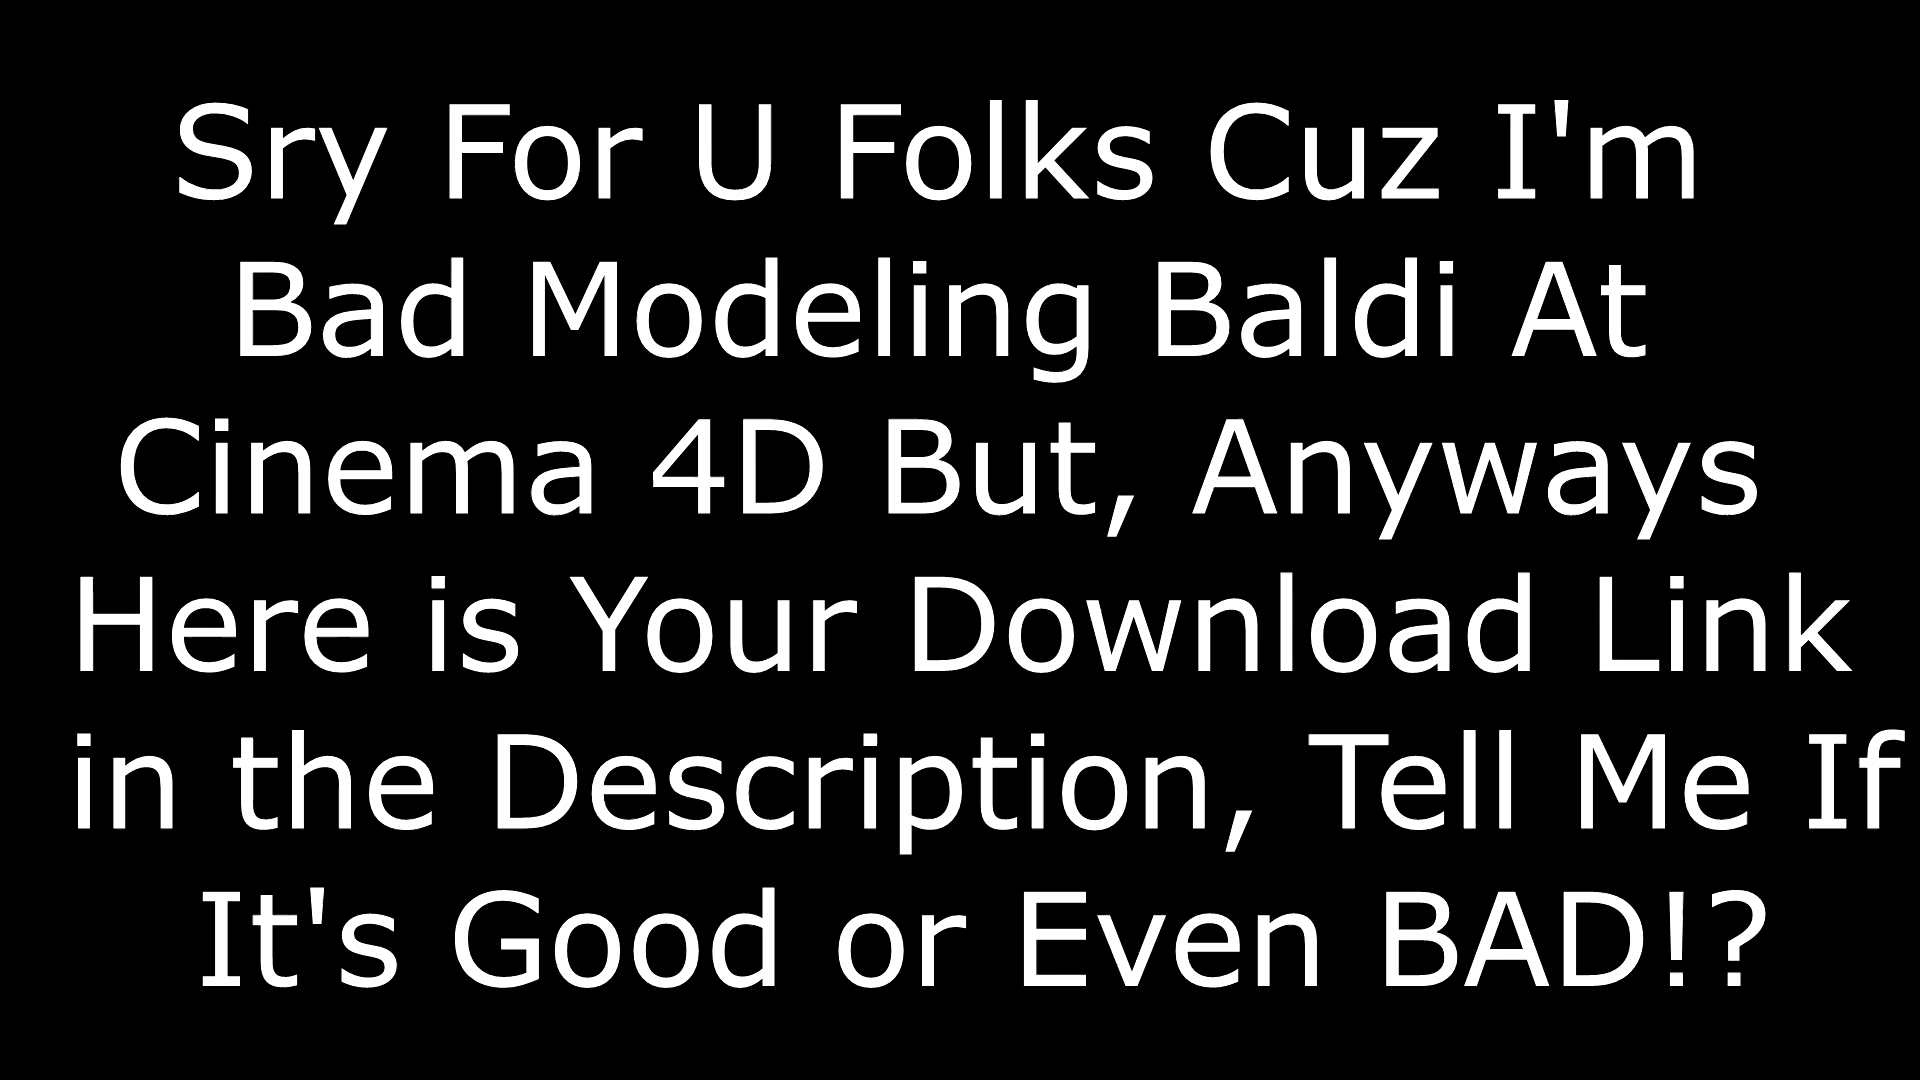 Sry For U Folks Cuz I'm
Bad Modeling Baldi At
Cinema 4D But, Anyways
Here is Your Download Link
in the Description, Tell Me If
It's Good or Even BAD!?